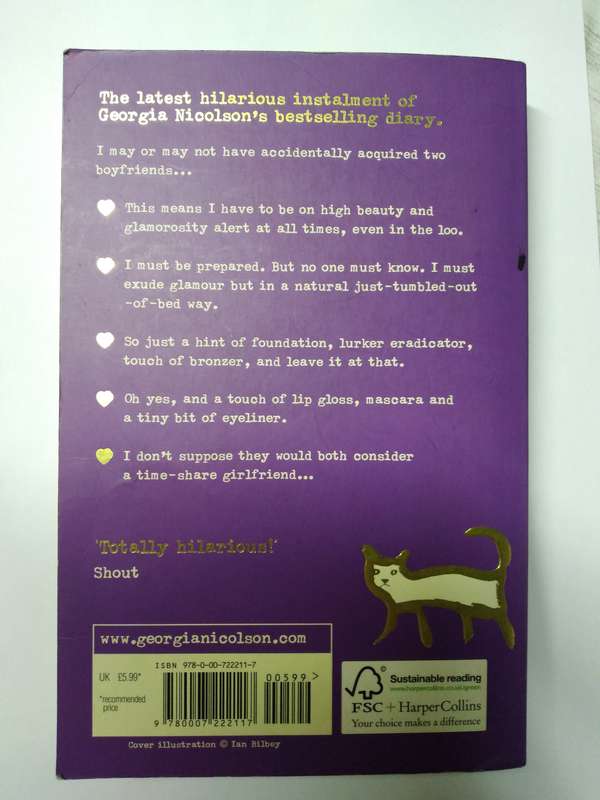 The latest hilarious instalment of
Georgia Nicolson's bestselling diary.
I may or may not have accidentally acquired two
boyfriends...
This means I have to be on high beauty and
glamorosity alert at all times, even in the loo.
I must be prepared. But no one must know. I must
exude glamour but in a natural just-tumbled-out
-of-bed way.
So just a hint of foundation, lurker eradicator,
touch of bronzer, and leave it at that.
Oh yes, and a touch of lip gloss, mascara and
a tiny bit of eyeliner.
I don't suppose they would both consider
a time-share girlfriend...
'Totally hilarious!'
Shout
www.georgianicolson.com
ISBN 978-0-00-722211-7
UK £5.99*
*recommended
price
00599 >
9 780007 222117
Sustainable reading
www.harpercollins.co.uk/green
FSC + HarperCollins
Your choice makes a difference
Cover illustration © Ian Bilbey